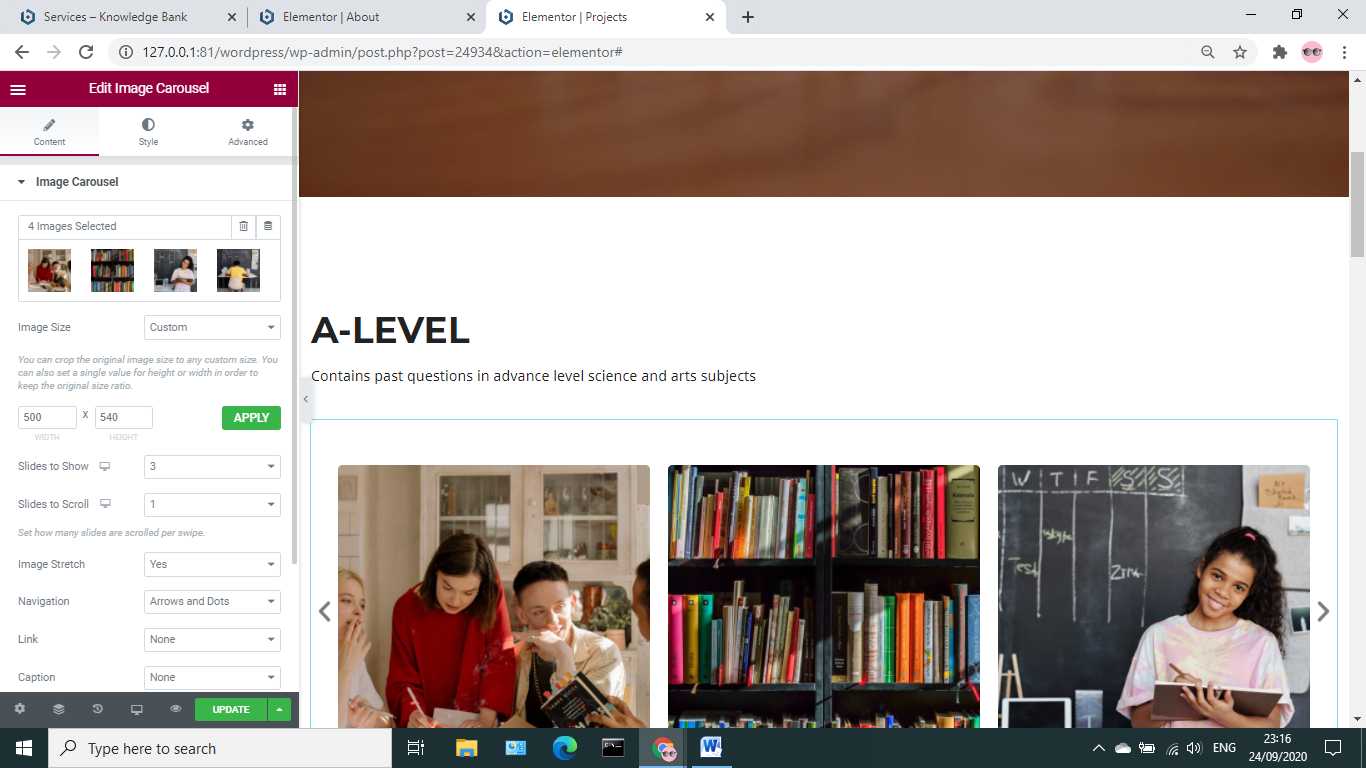 Services – Knowledge Bank
Elementor | About
Elementor | Projects
127.0.0.1:81/wordpress/wp-admin/post.php?post=24934&action=elementor#
Edit Image Carousel
Content
Style
Advanced
Image Carousel
4 Images Selected
Image Size
Custom
You can crop the original image size to any custom size. You
can also set a single value for height or width in order to
keep the original size ratio.
500 X 540
APPLY
WIDTH
HEIGHT
Slides to Show
3
Slides to Scroll
1
Set how many slides are scrolled per swipe.
Image Stretch
Yes
Navigation
Arrows and Dots
Link
None
Caption
None
UPDATE
A-LEVEL
Contains past questions in advance level science and arts subjects
W T F S S
Test
Type here to search
ENG
23:16
24/09/2020